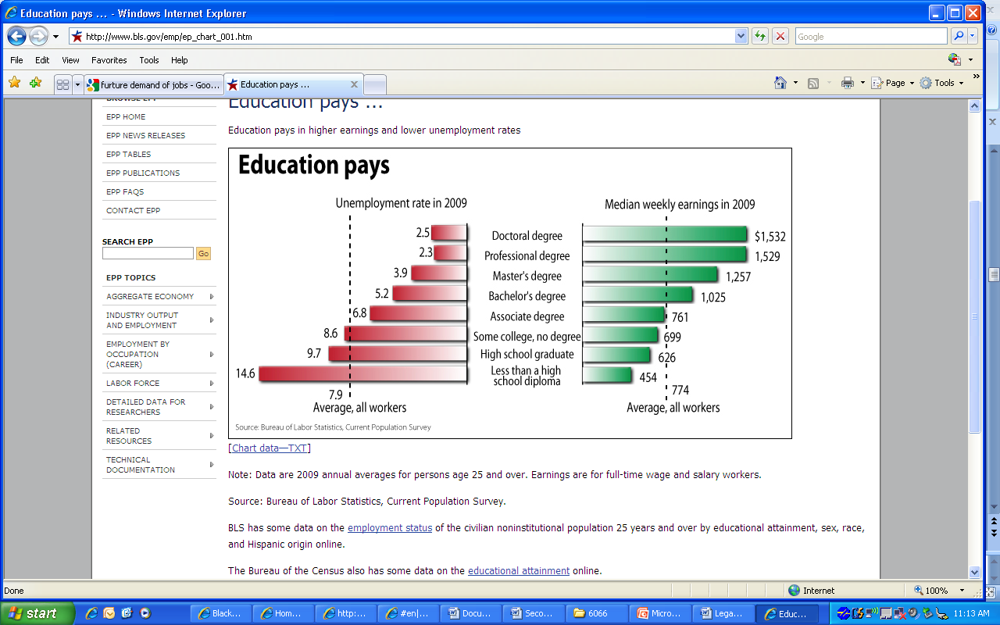 Education pays ... - Windows Internet Explorer
http://www.bls.gov/emp/ep_chart_001.htm
Google
File Edit View Favorites Tools Help
furture demand of jobs - Goo...
Education pays ...
Page
Tools
BROWSE EPP
EPP HOME
EPP NEWS RELEASES
EPP TABLES
EPP PUBLICATIONS
EPP FAQS
CONTACT EPP
SEARCH EPP
Go
EPP TOPICS
AGGREGATE ECONOMY
INDUSTRY OUTPUT
AND EMPLOYMENT
EMPLOYMENT BY
OCCUPATION
(CAREER)
LABOR FORCE
DETAILED DATA FOR
RESEARCHERS
RELATED
RESOURCES
TECHNICAL
DOCUMENTATION
Education pays ...
Education pays in higher earnings and lower unemployment rates
Education pays
Unemployment rate in 2009
Median weekly earnings in 2009
2.5 Doctoral degree $1,532
2.3 Professional degree 1,529
3.9 Master's degree 1,257
5.2 Bachelor's degree 1,025
6.8 Associate degree 761
8.6 Some college, no degree 699
9.7 High school graduate 626
14.6 Less than a high
school diploma 454
7.9
Average, all workers
774
Average, all workers
Source: Bureau of Labor Statistics, Current Population Survey
[Chart data—TXT]
Note: Data are 2009 annual averages for persons age 25 and over. Earnings are for full-time wage and salary workers.
Source: Bureau of Labor Statistics, Current Population Survey.
BLS has some data on the employment status of the civilian noninstitutional population 25 years and over by educational attainment, sex, race,
and Hispanic origin online.
The Bureau of the Census also has some data on the educational attainment online.
Done
Internet
100%
start
Black...
Hom...
http:...
#en|...
Docu...
Seco...
6066
Micro...
Lega...
Educ...
11:13 AM